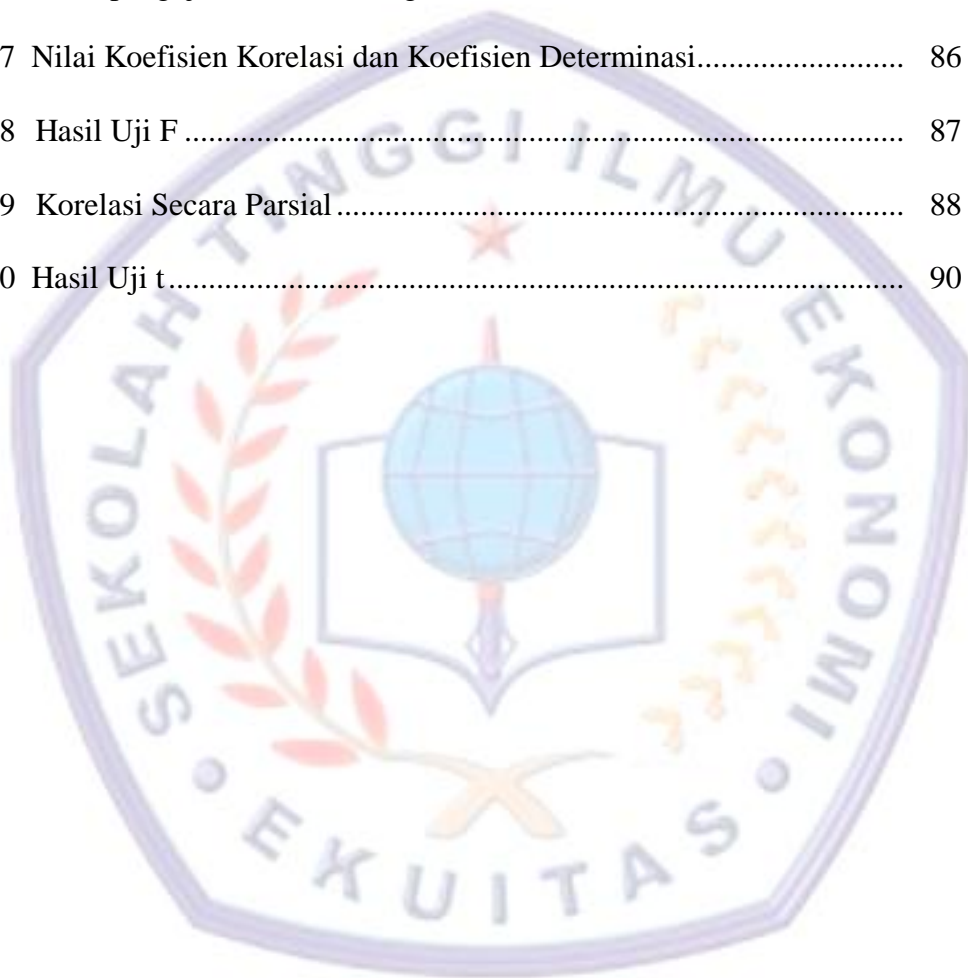 7 Nilai Koefisien Korelasi dan Koefisien Determinasi.......................... 86
8 Hasil Uji F .......................................................................................... 87
9 Korelasi Secara Parsial....................................................................... 88
0 Hasil Uji t............................................................................................ 90
SEKOLAH TINGGI ILMU EKONOMI
EKUITAS